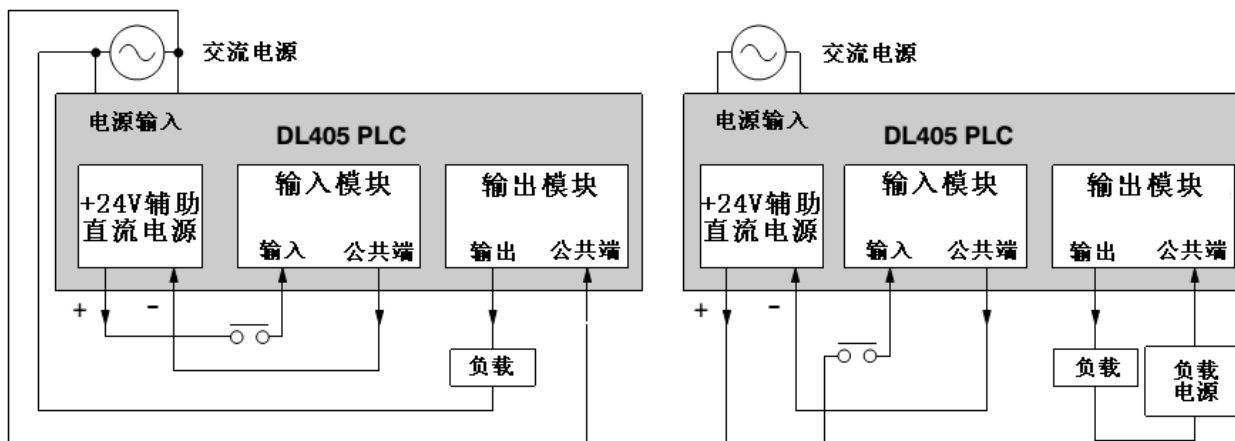 交流电源
电源输入
DL405 PLC
+24V辅助
直流电源
输入模块
输入 公共端
输出模块
输出 公共端
+ -
负载
交流电源
电源输入
DL405 PLC
+24V辅助
直流电源
输入模块
输入 公共端
输出模块
输出 公共端
+ -
负载
负载
电源